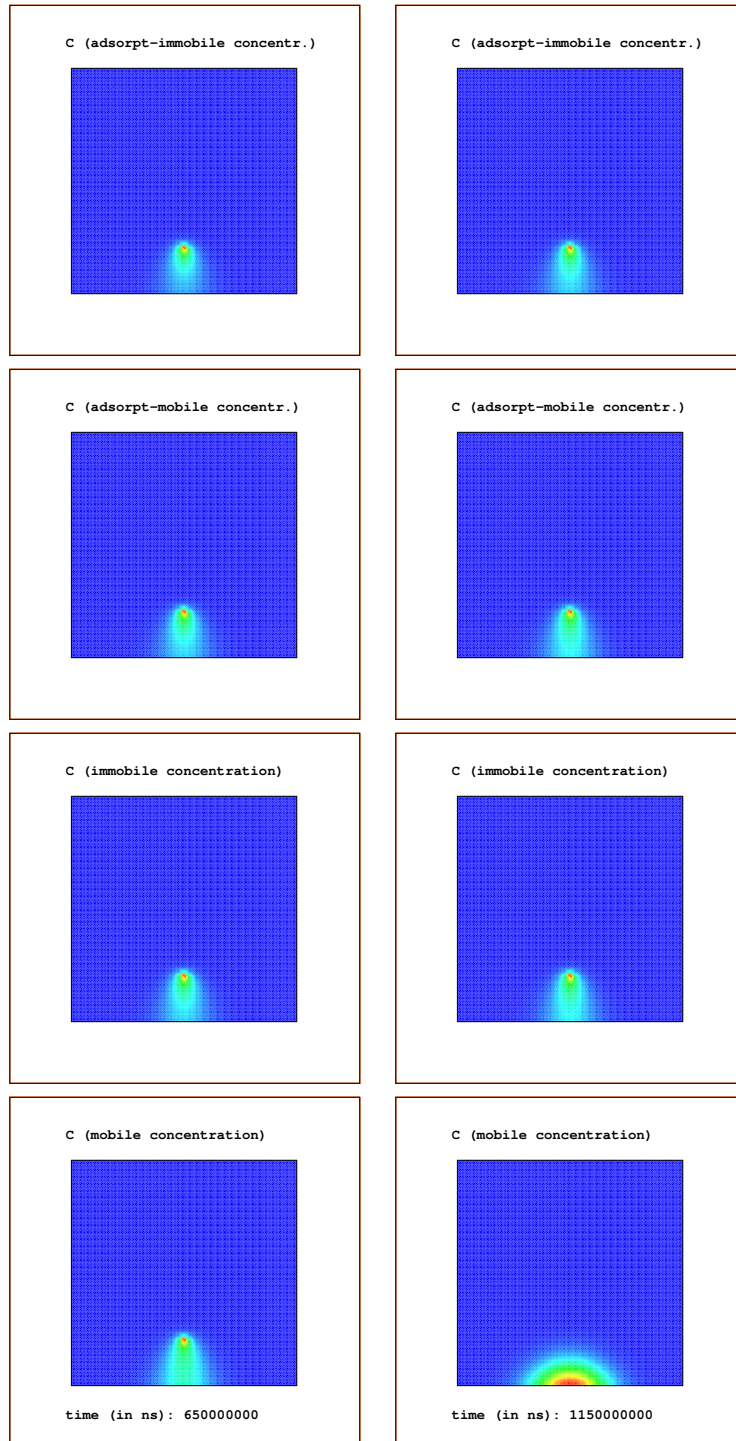 C (adsorpt-immobile concentr.)
C (adsorpt-immobile concentr.)
C (adsorpt-mobile concentr.)
C (adsorpt-mobile concentr.)
C (immobile concentration)
C (immobile concentration)
C (mobile concentration)
C (mobile concentration)
time (in ns): 650000000
time (in ns): 1150000000